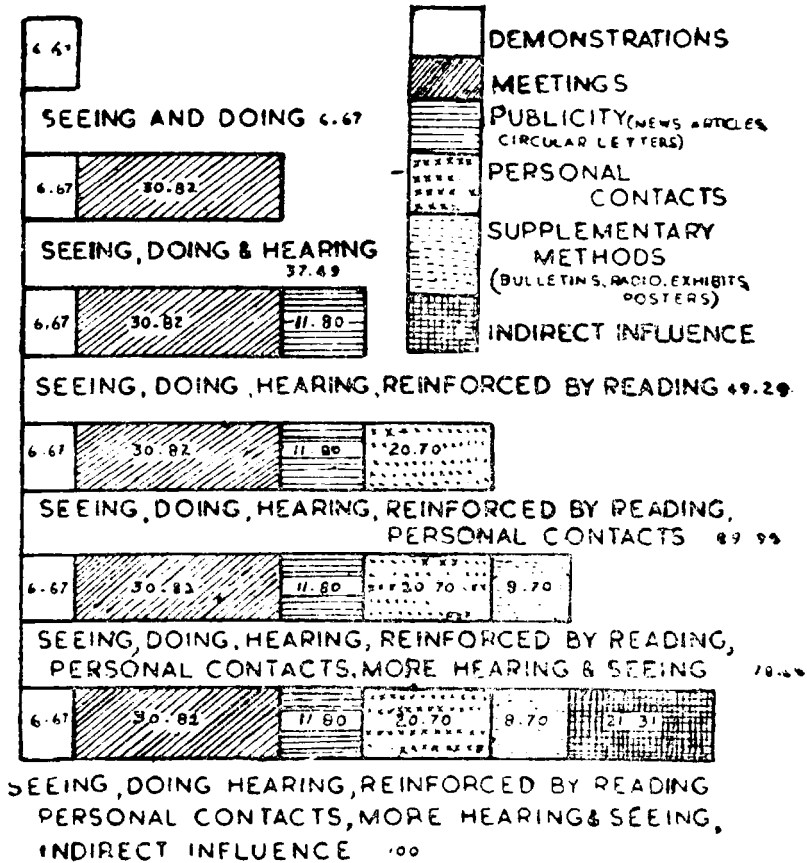 6.67
DEMONSTRATIONS
MEETINGS
SEEING AND DOING 6.67
PUBLICITY (NEWS ARTICLES,
CIRCULAR LETTERS)
6.67 30.82
PERSONAL
CONTACTS
SEEING, DOING & HEARING
37.49
SUPPLEMENTARY
METHODS
(BULLETINS, RADIO, EXHIBITS,
POSTERS)
6.67 30.82 11.80
INDIRECT INFLUENCE
SEEING, DOING, HEARING, REINFORCED BY READING 49.29
6.67 30.82 11.80 20.70
SEEING, DOING, HEARING, REINFORCED BY READING,
PERSONAL CONTACTS
6.67 30.82 11.80 20.70 8.70
SEEING, DOING, HEARING, REINFORCED BY READING,
PERSONAL CONTACTS, MORE HEARING & SEEING
6.67 30.82 11.80 20.70 8.70 21.31
SEEING, DOING HEARING, REINFORCED BY READING
PERSONAL CONTACTS, MORE HEARING & SEEING,
INDIRECT INFLUENCE 100